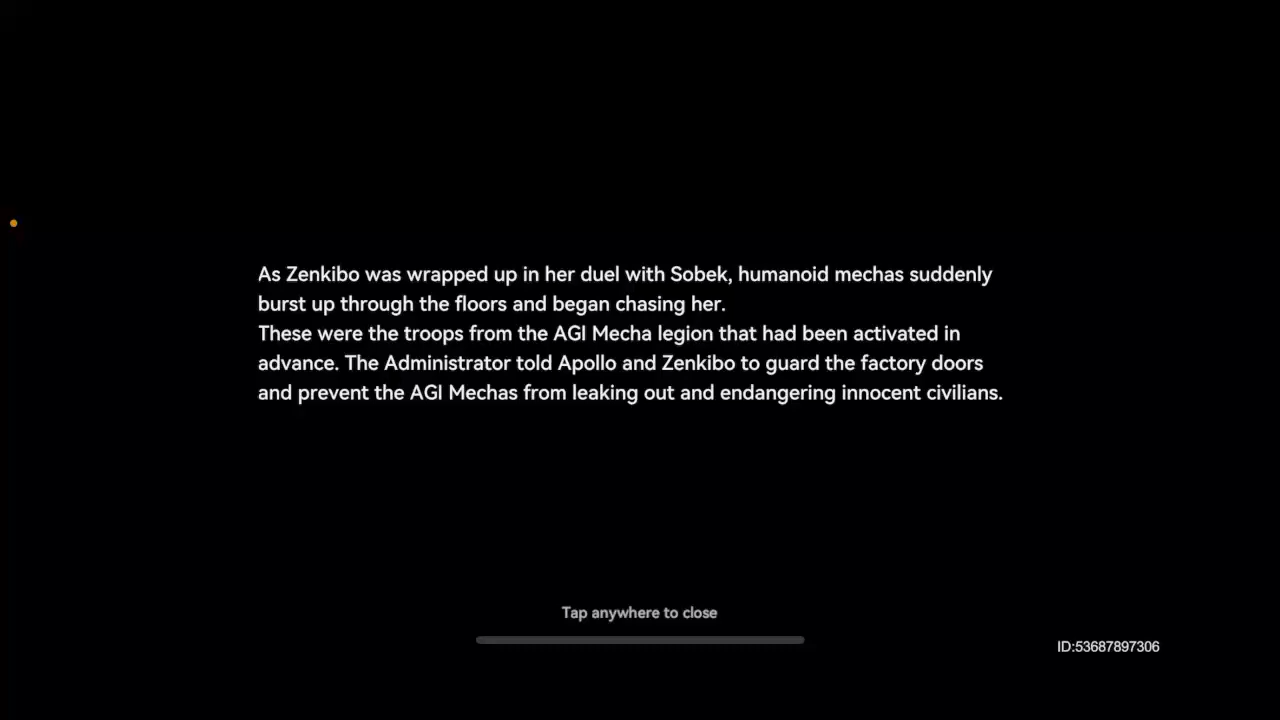 As Zenkibo was wrapped up in her duel with Sobek, humanoid mechas suddenly
burst up through the floors and began chasing her.
These were the troops from the AGI Mecha legion that had been activated in
advance. The Administrator told Apollo and Zenkibo to guard the factory doors
and prevent the AGI Mechas from leaking out and endangering innocent civilians.
Tap anywhere to close
ID:53687897306